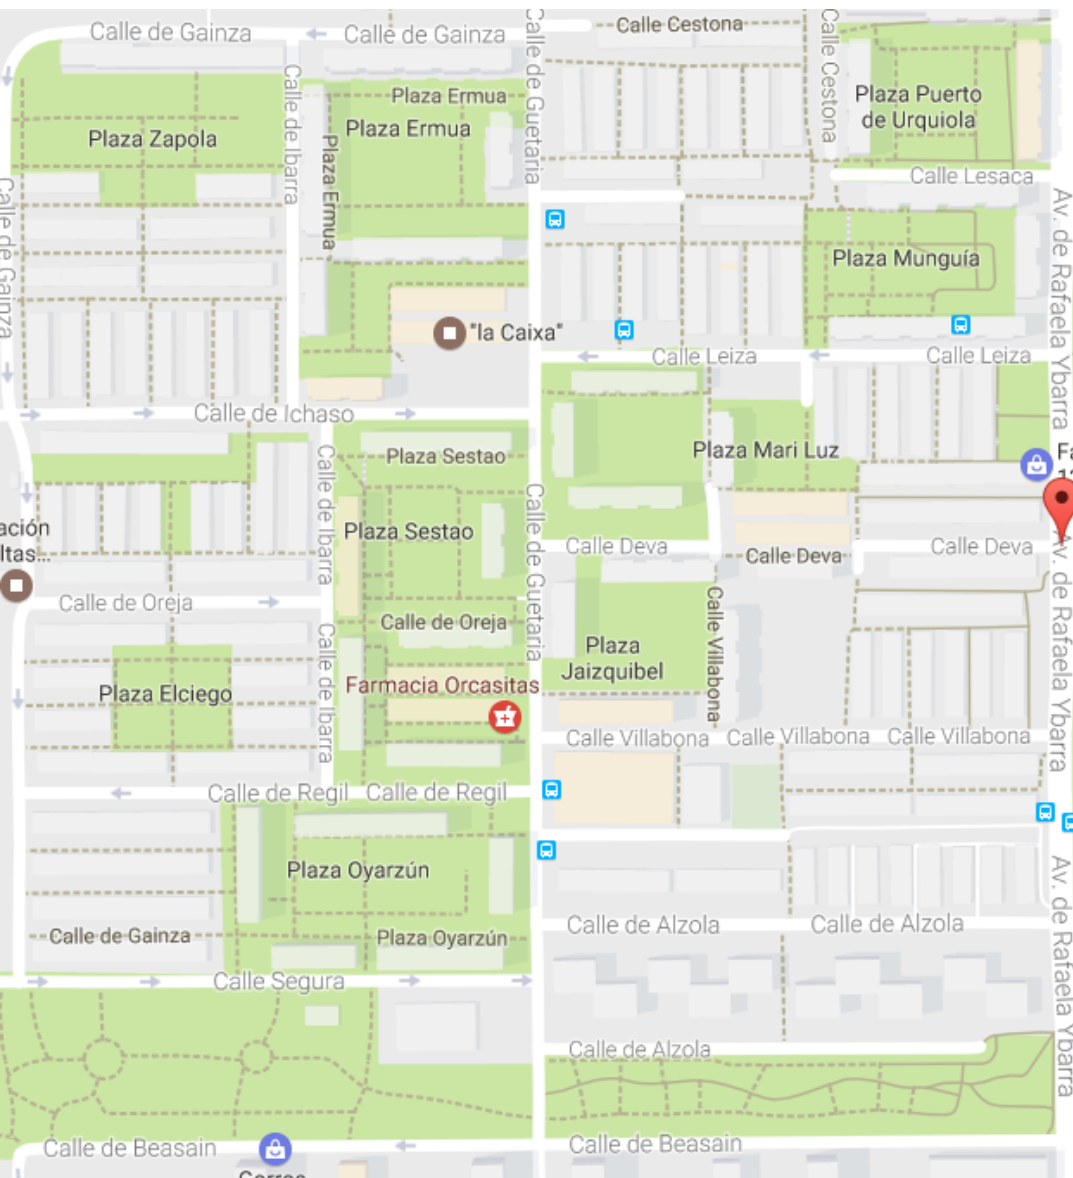 Calle de Gainza
Calle de Gainza
Calle Cestona
Calle Cestona
Calle de Guetaria
Calle de Ibarra
Plaza Ermua
Plaza Ermua
Plaza Ermua
Plaza Zapola
Plaza Puerto
de Urquiola
Calle Lesaca
Calle de Gainza
Av. de Rafaela Ybarra
Plaza Munguía
"la Caixa"
Calle Leiza
Calle Leiza
Calle de Ichaso
Plaza Sestao
Plaza Mari Luz
Calle de Ibarra
Calle de Guetaria
Plaza Sestao
Calle Deva
Calle Deva
Calle Deva
Av. de Rafaela Ybarra
Calle de Oreja
Calle de Oreja
Calle Villabona
Calle de Ibarra
Plaza
Jaizquibel
Farmacia Orcasitas
Plaza Elciego
Calle Villabona
Calle Villabona
Calle Villabona
Calle de Regil
Calle de Regil
Plaza Oyarzún
Av. de Rafaela Ybarra
Calle de Gainza
Plaza Oyarzún
Calle de Alzola
Calle de Alzola
Calle Segura
Calle de Alzola
Calle de Beasain
Calle de Beasain